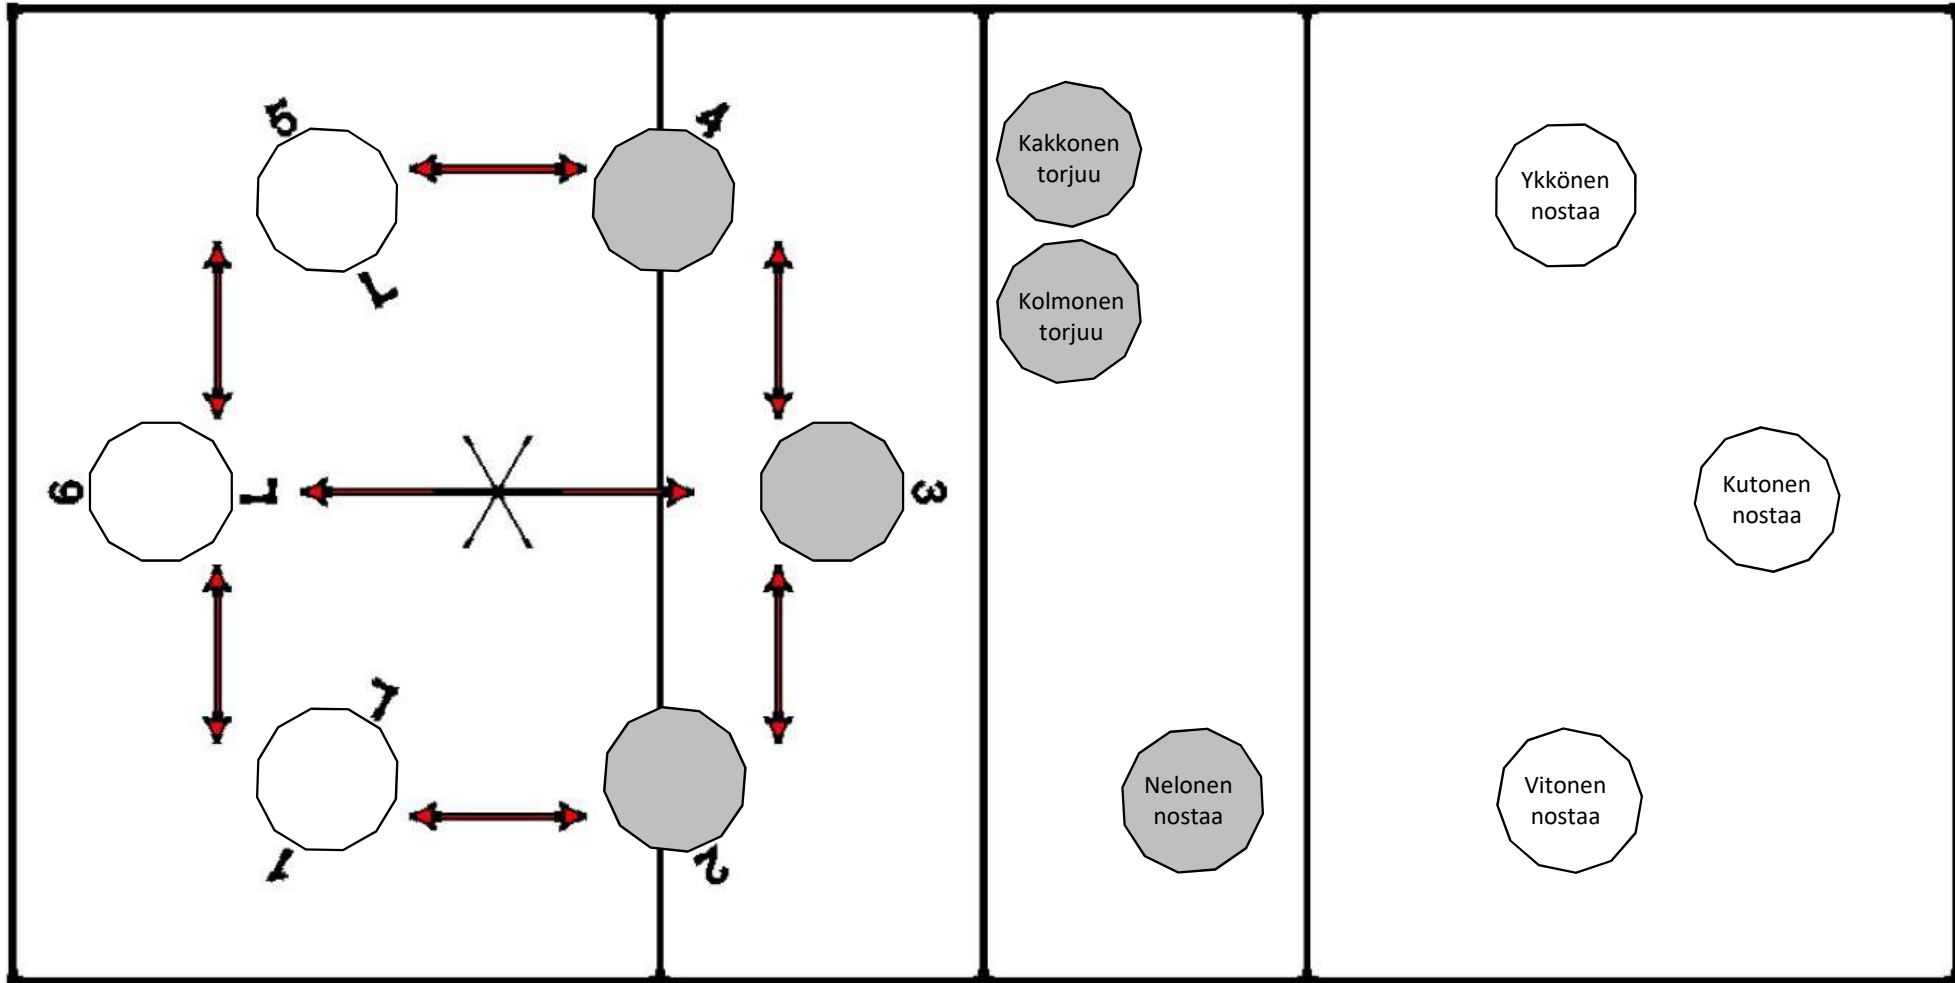 5
4
L
6
L
3
L
1
2
Kakkonen
torjuu
Kolmonen
torjuu
Nelonen
nostaa
Ykkönen
nostaa
Kutonen
nostaa
Vitonen
nostaa